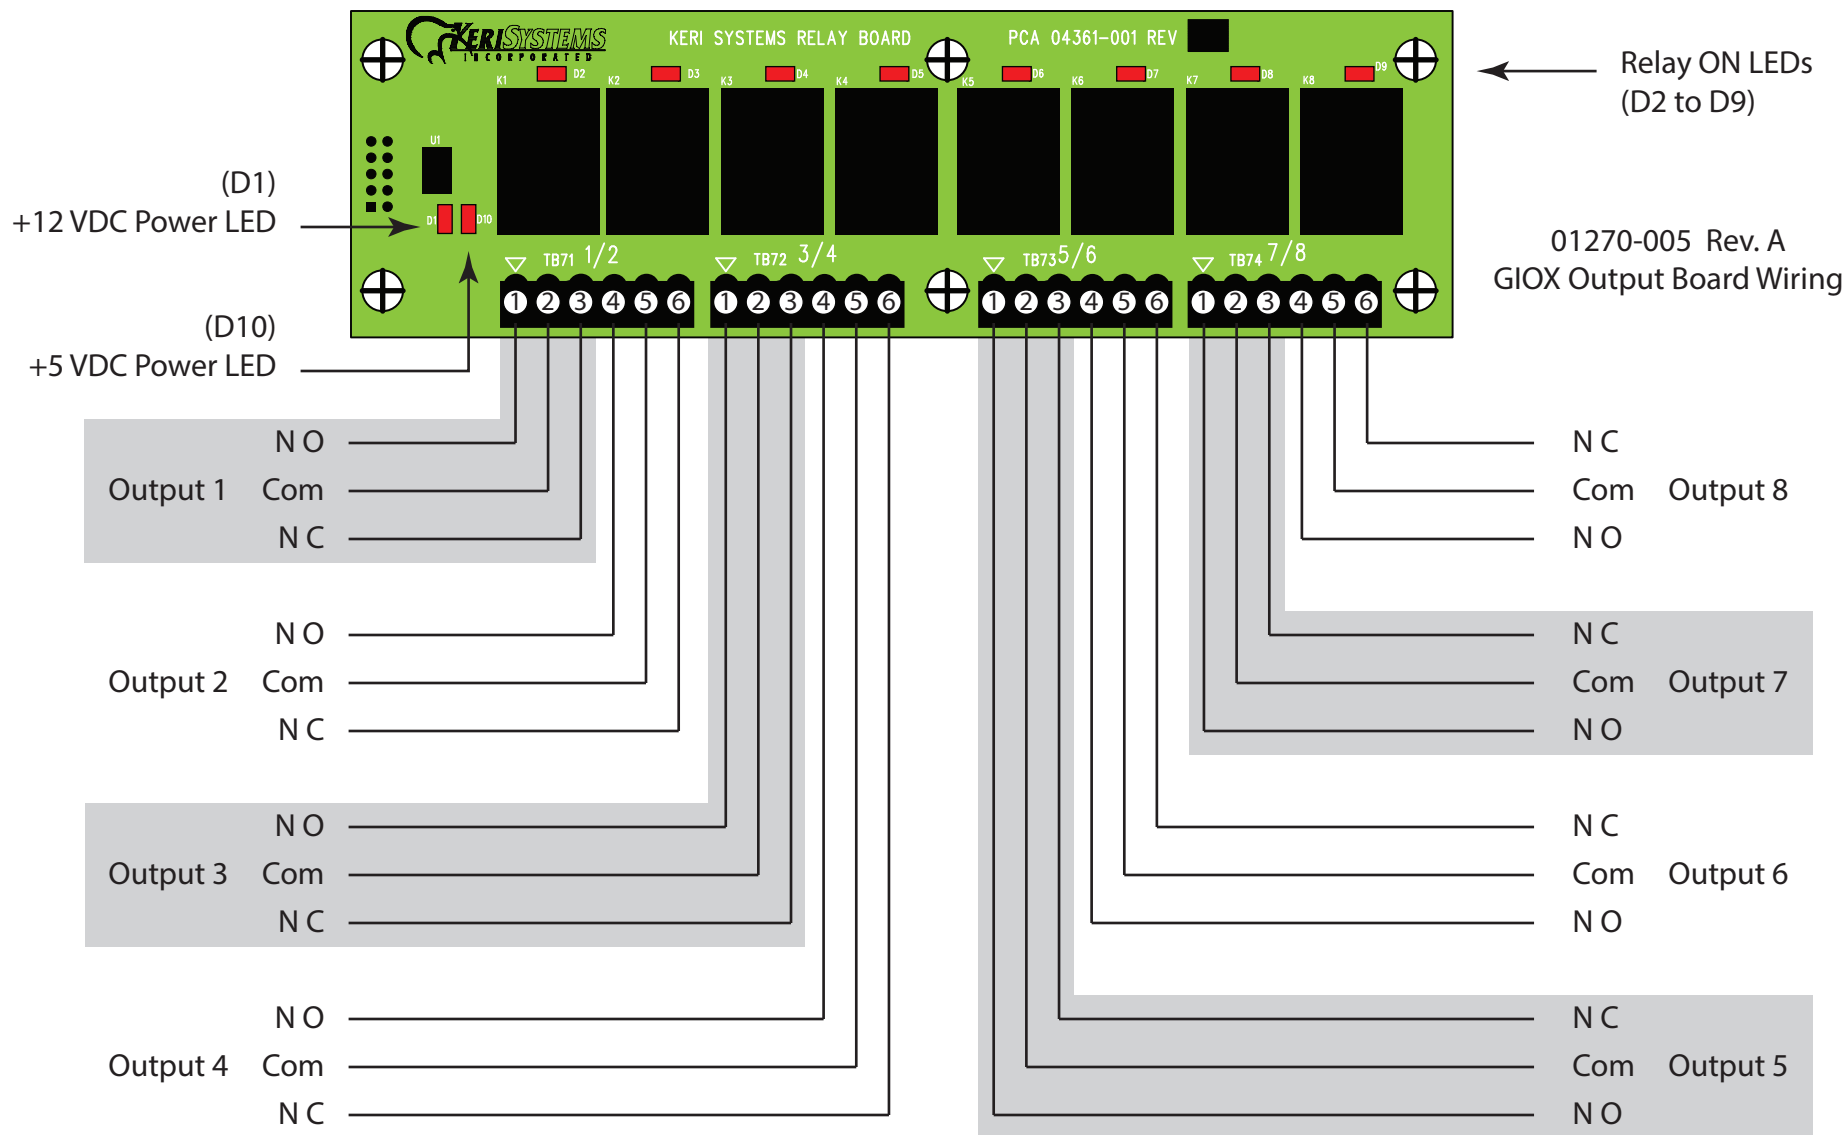 KERISYSTEMS
INCORPORATED
KERI SYSTEMS RELAY BOARD
PCA 04361-001 REV
K1 D2 K2 D3 K3 D4 K4 D5 K5 D6 K6 D7 K7 D8 K8 D9
Relay ON LEDs
(D2 to D9)
U1
D1 D10
(D1)
+12 VDC Power LED
(D10)
+5 VDC Power LED
01270-005 Rev. A
GIOX Output Board Wiring
TB71 1/2
TB72 3/4
TB73 5/6
TB74 7/8
1 2 3 4 5 6
1 2 3 4 5 6
1 2 3 4 5 6
1 2 3 4 5 6
N O
Output 1 Com
N C
N O
Output 2 Com
N C
N O
Output 3 Com
N C
N O
Output 4 Com
N C
N C
Com Output 8
N O
N C
Com Output 7
N O
N C
Com Output 6
N O
N C
Com Output 5
N O